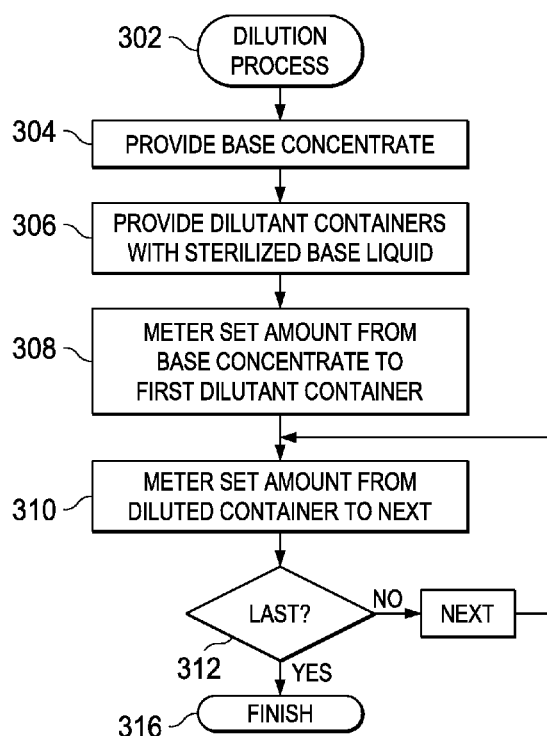 302
DILUTION
PROCESS
304
PROVIDE BASE CONCENTRATE
306
PROVIDE DILUTANT CONTAINERS
WITH STERILIZED BASE LIQUID
308
METER SET AMOUNT FROM
BASE CONCENTRATE TO
FIRST DILUTANT CONTAINER
310
METER SET AMOUNT FROM
DILUTED CONTAINER TO NEXT
LAST?
NO
NEXT
312
YES
316
FINISH